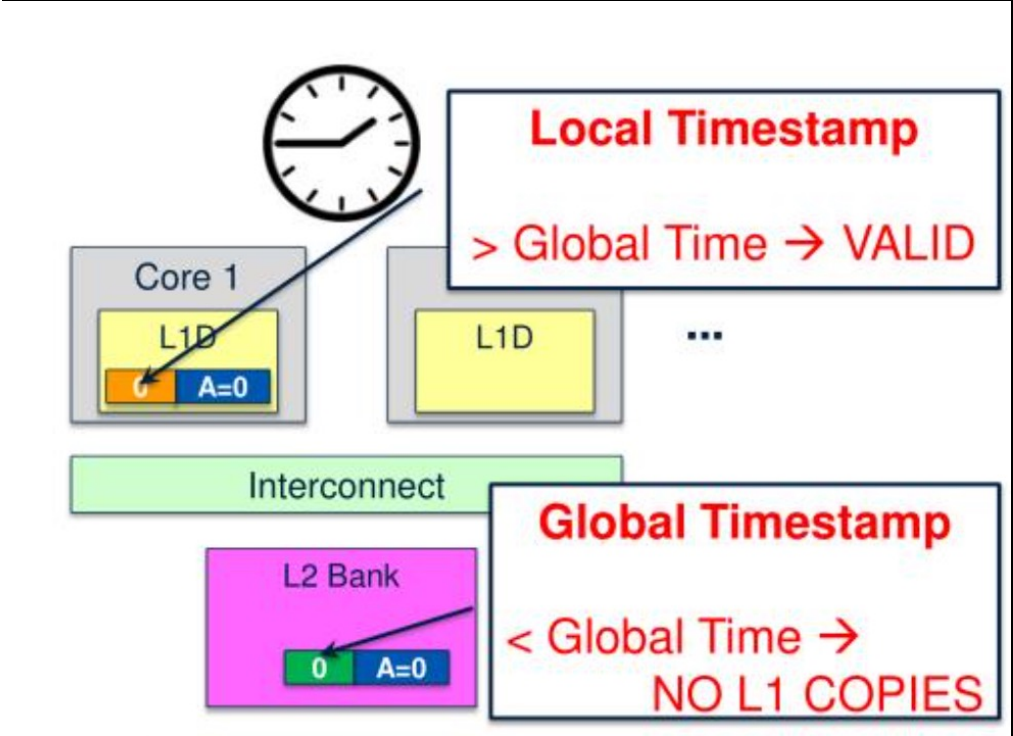 Local Timestamp
> Global Time → VALID
Core 1
L1D
0 A=0
L1D
...
Interconnect
Global Timestamp
< Global Time →
NO L1 COPIES
L2 Bank
0 A=0